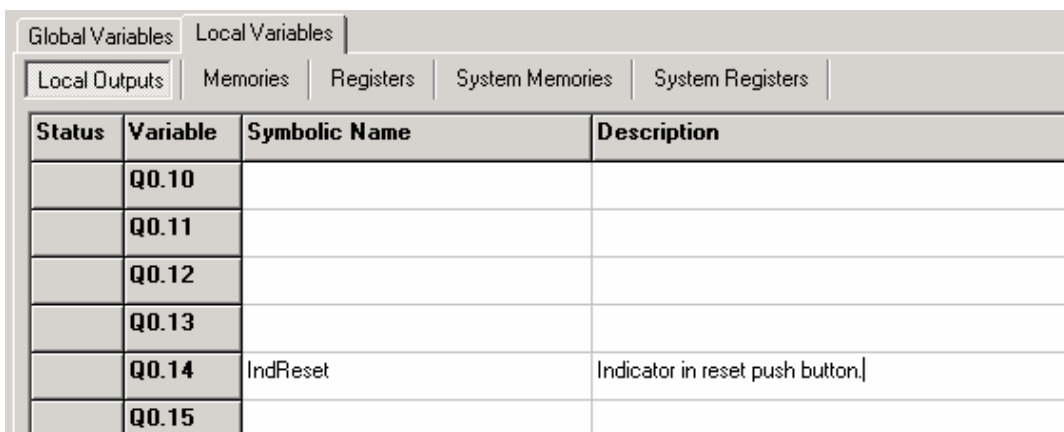 Global Variables Local Variables
Local Outputs Memories Registers System Memories System Registers
Status Variable Symbolic Name Description
Q0.10
Q0.11
Q0.12
Q0.13
Q0.14 IndReset Indicator in reset push button.
Q0.15